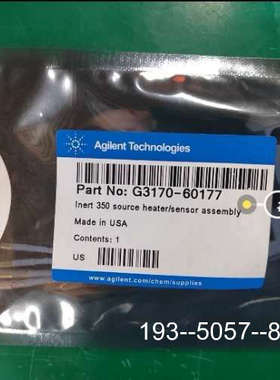 Agilent Technologies
Part No: G3170-60177
Inert 350 source heater/sensor assembly
Made in USA
Contents: 1
US
www.agilent.com/chem/supplies
193--5057--8